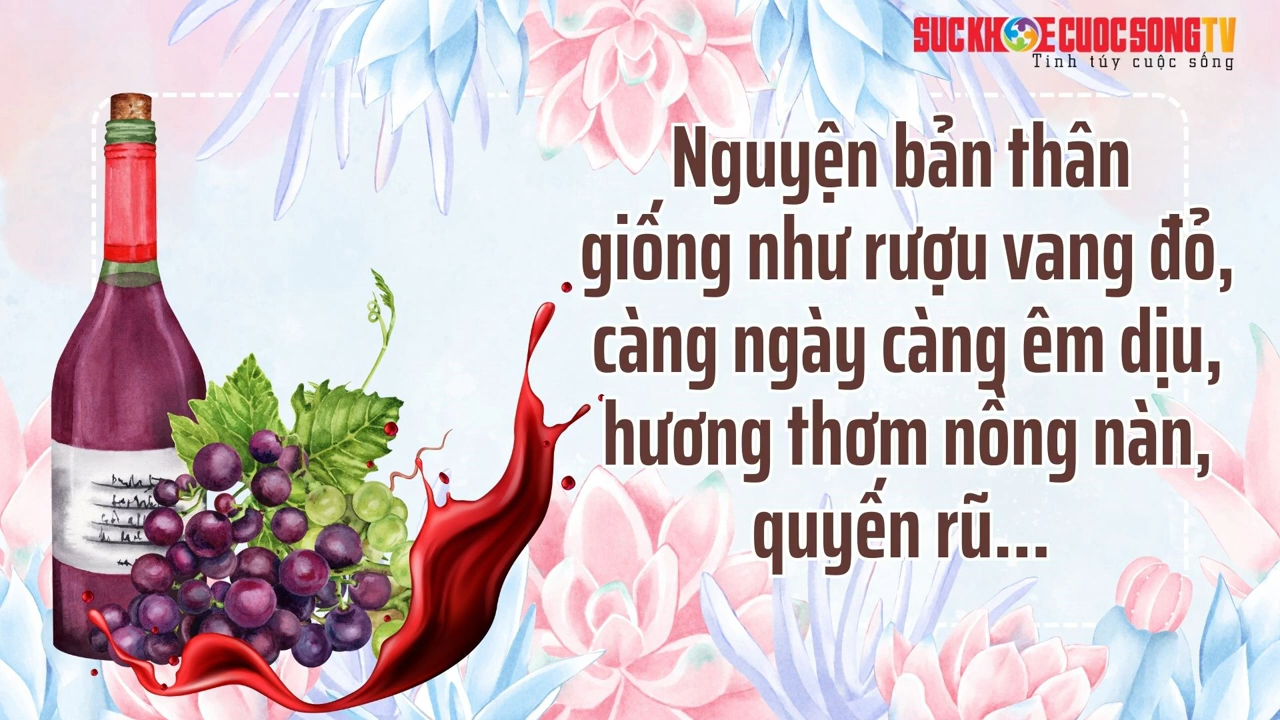 SUCKHOECUOCSONGTV
Tinh túy cuộc sống
Nguyện bản thân
giống như rượu vang đỏ,
càng ngày càng êm dịu,
hương thơm nồng nàn,
quyến rũ...